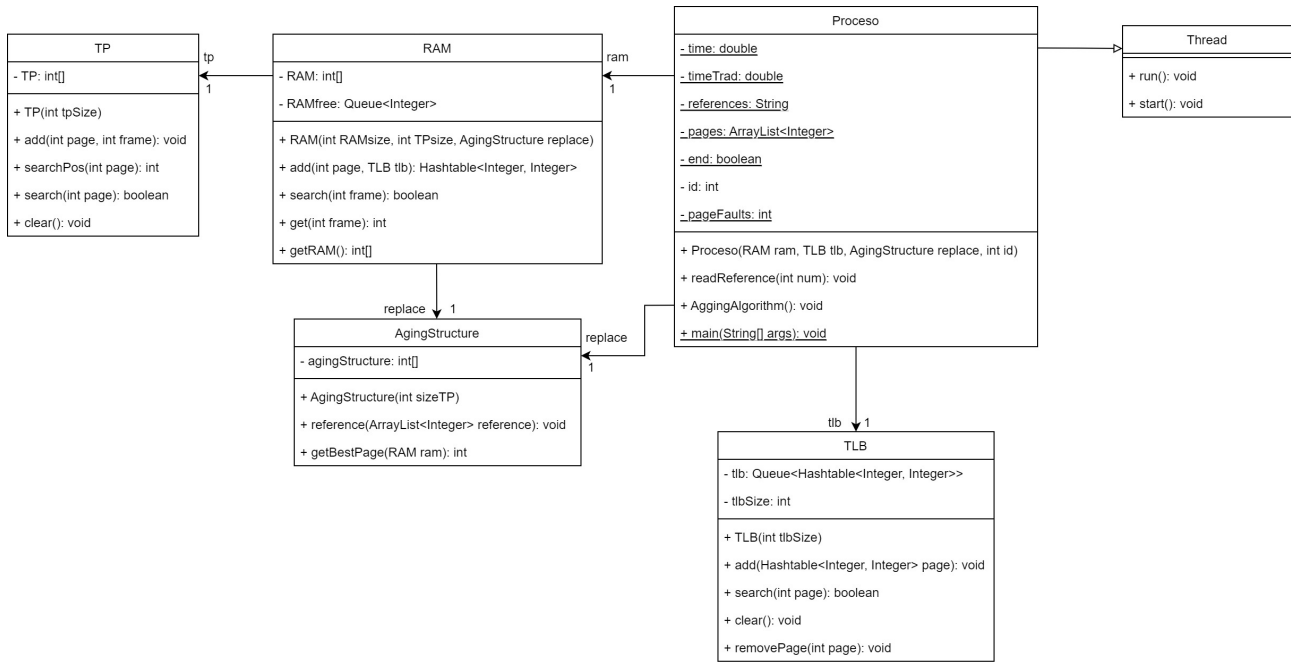 TP
- TP: int[]
+ TP(int tpSize)
+ add(int page, int frame): void
+ searchPos(int page): int
+ search(int page): boolean
+ clear(): void
tp
1
RAM
- RAM: int[]
- RAMfree: Queue<Integer>
+ RAM(int RAMsize, int TPsize, AgingStructure replace)
+ add(int page, TLB tlb): Hashtable<Integer, Integer>
+ search(int frame): boolean
+ get(int frame): int
+ getRAM(): int[]
ram
1
Proceso
- time: double
- timeTrad: double
- references: String
- pages: ArrayList<Integer>
- end: boolean
- id: int
- pageFaults: int
+ Proceso(RAM ram, TLB tlb, AgingStructure replace, int id)
+ readReference(int num): void
+ AggingAlgorithm(): void
+ main(String[] args): void
Thread
+ run(): void
+ start(): void
replace 1
AgingStructure
- agingStructure: int[]
+ AgingStructure(int sizeTP)
+ reference(ArrayList<Integer> reference): void
+ getBestPage(RAM ram): int
replace
1
tlb 1
TLB
- tlb: Queue<Hashtable<Integer, Integer>>
- tlbSize: int
+ TLB(int tlbSize)
+ add(Hashtable<Integer, Integer> page): void
+ search(int page): boolean
+ clear(): void
+ removePage(int page): void